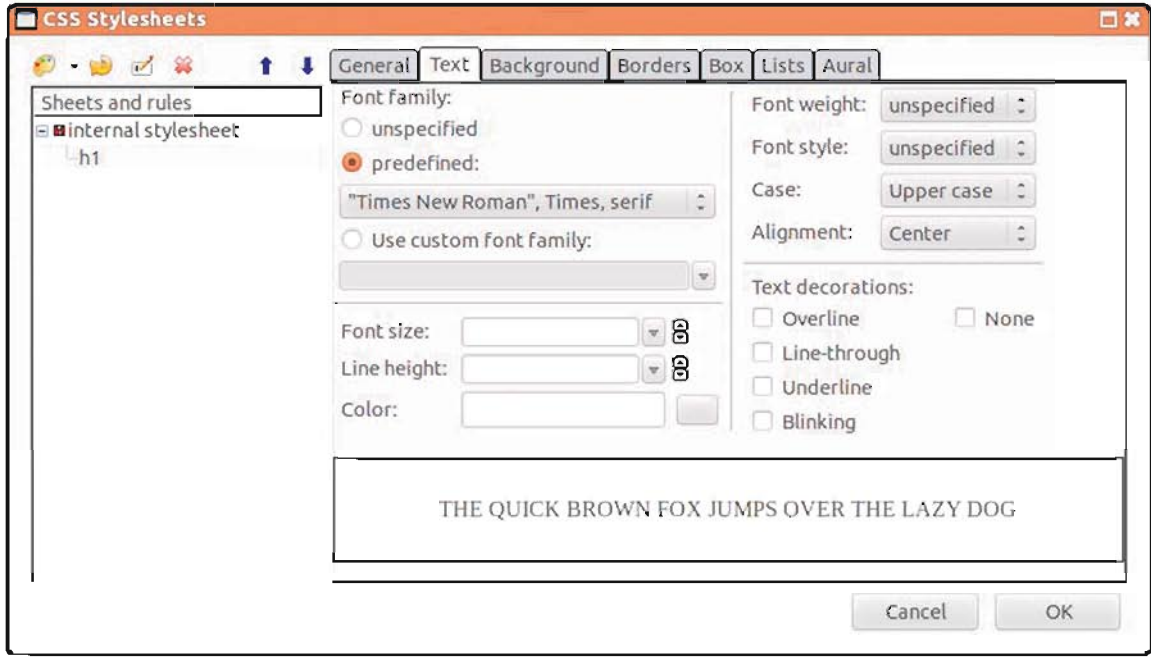 CSS Stylesheets
General Text Background Borders Box Lists Aural
Sheets and rules
internal stylesheet
h1
Font family:
unspecified
predefined:
"Times New Roman", Times, serif
Use custom font family:
Font size:
Line height:
Color:
Font weight: unspecified
Font style: unspecified
Case: Upper case
Alignment: Center
Text decorations:
Overline None
Line-through
Underline
Blinking
THE QUICK BROWN FOX JUMPS OVER THE LAZY DOG
Cancel OK